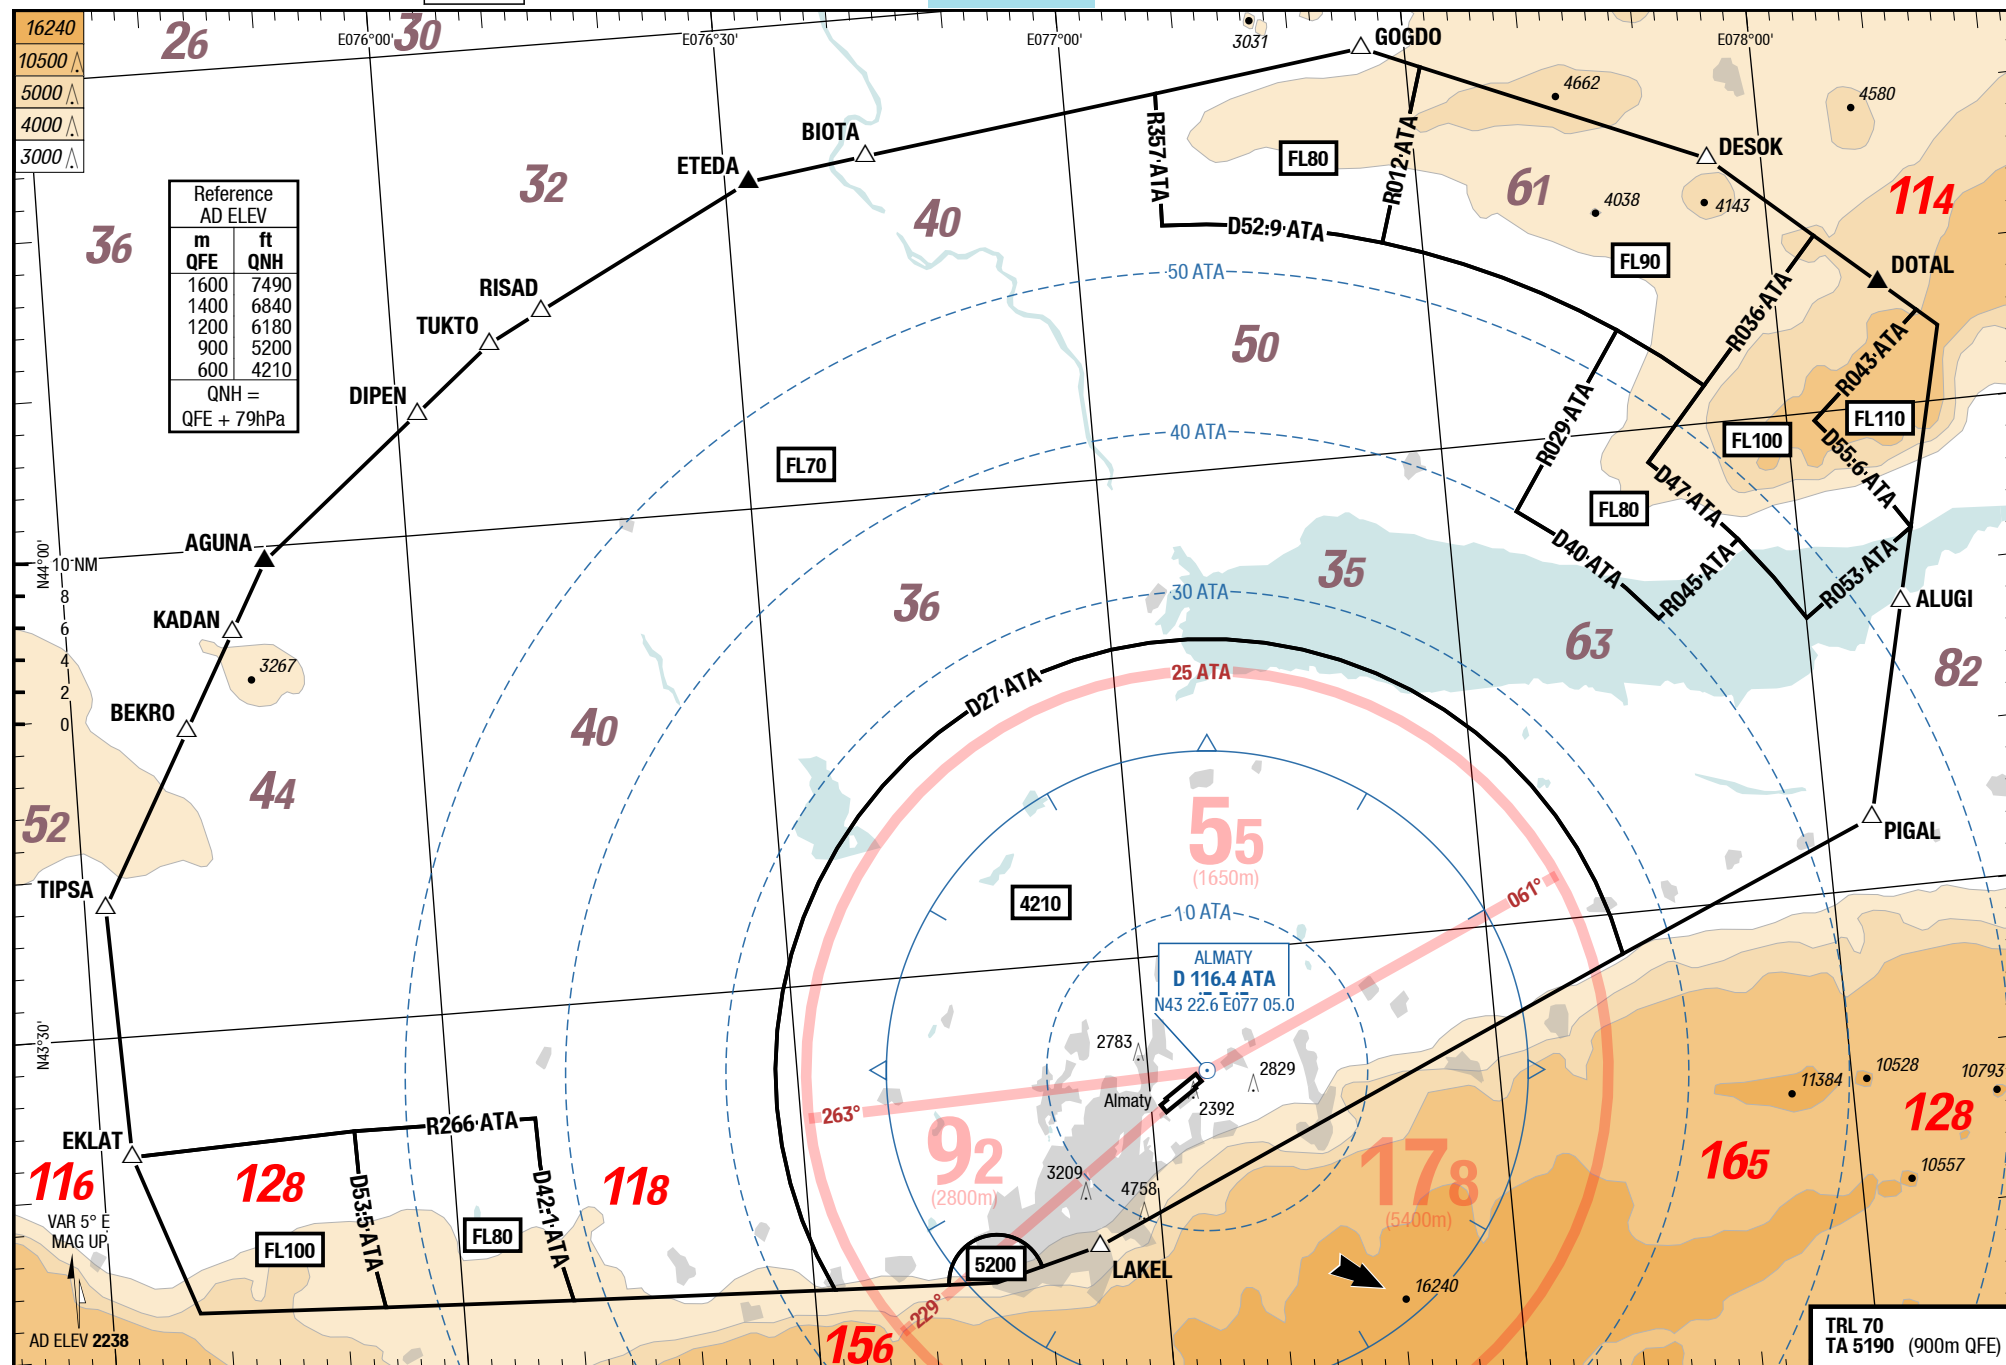 16240
10500
5000
4000
3000
26
30
E076°00'
E076°30'
E077°00'
E078°00'
3031
GOGDO
4662
4580
DESOK
BIOTA
ETEDA
R357·ATA
FL80
R012·ATA
61
4038
4143
114
36
32
40
Reference
AD ELEV
m ft
QFE QNH
1600 7490
1400 6840
1200 6180
900 5200
600 4210
QNH =
QFE + 79hPa
D52.9·ATA
FL90
DOTAL
50 ATA
RISAD
TUKTO
50
R036·ATA
R043·ATA
DIPEN
R029·ATA
40 ATA
FL70
FL100
FL110
D55.6·ATA
D47·ATA
FL80
AGUNA
N44°00'
10 NM
8
6
4
2
0
D40·ATA
R045·ATA
R053·ATA
35
36
30 ATA
ALUGI
KADAN
63
82
3267
25 ATA
D27·ATA
BEKRO
40
44
52
55
(1650m)
PIGAL
TIPSA
061°
4210
10 ATA
ALMATY
D 116.4 ATA
N43 22.6 E077 05.0
N43°30'
2783
2829
2392
Almaty
11384
10528
10793
263°
R266·ATA
EKLAT
116
128
118
92
(2800m)
178
(5400m)
165
128
10557
3209
4758
D53.5·ATA
D42.1·ATA
VAR 5° E
MAG UP
FL100
FL80
5200
LAKEL
16240
229°
156
AD ELEV 2238
TRL 70
TA 5190 (900m QFE)